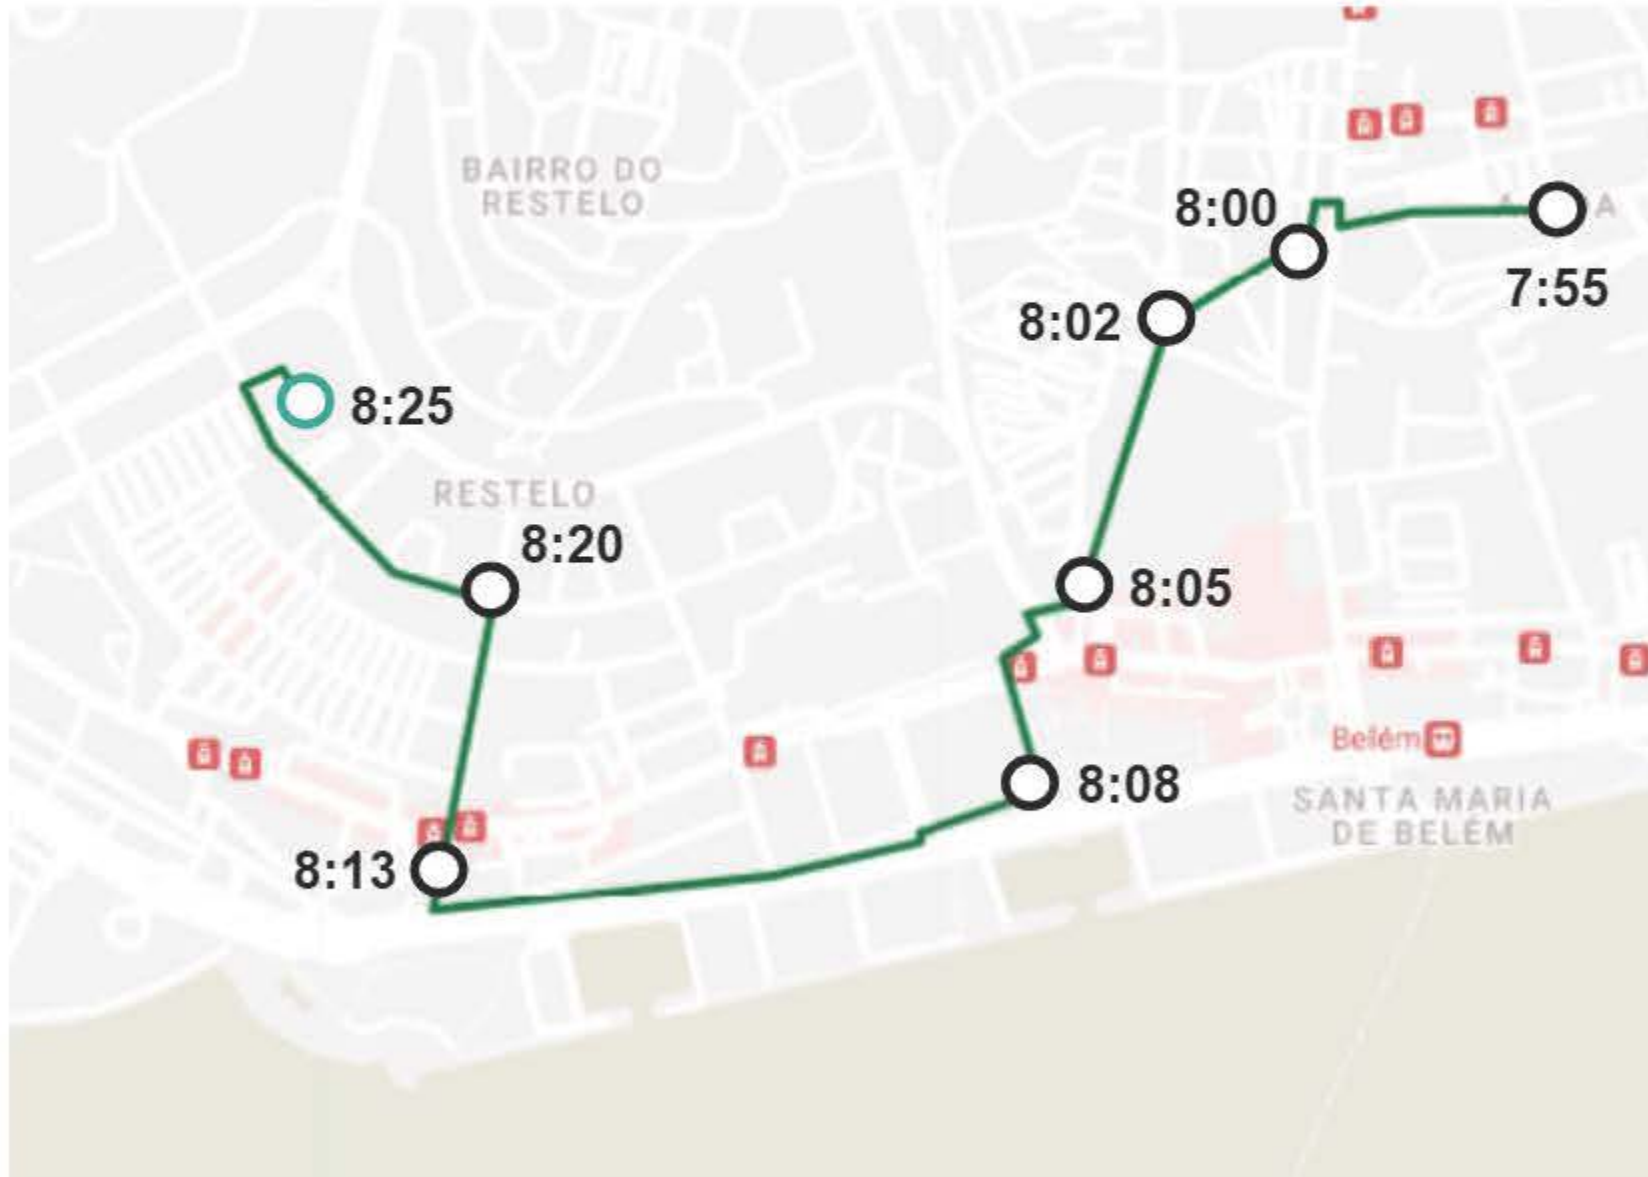 BAIRRO DO
RESTELO
8:00
7:55
8:02
8:25
RESTELO
8:20
8:05
Belém
8:08
SANTA MARIA
DE BELÉM
8:13